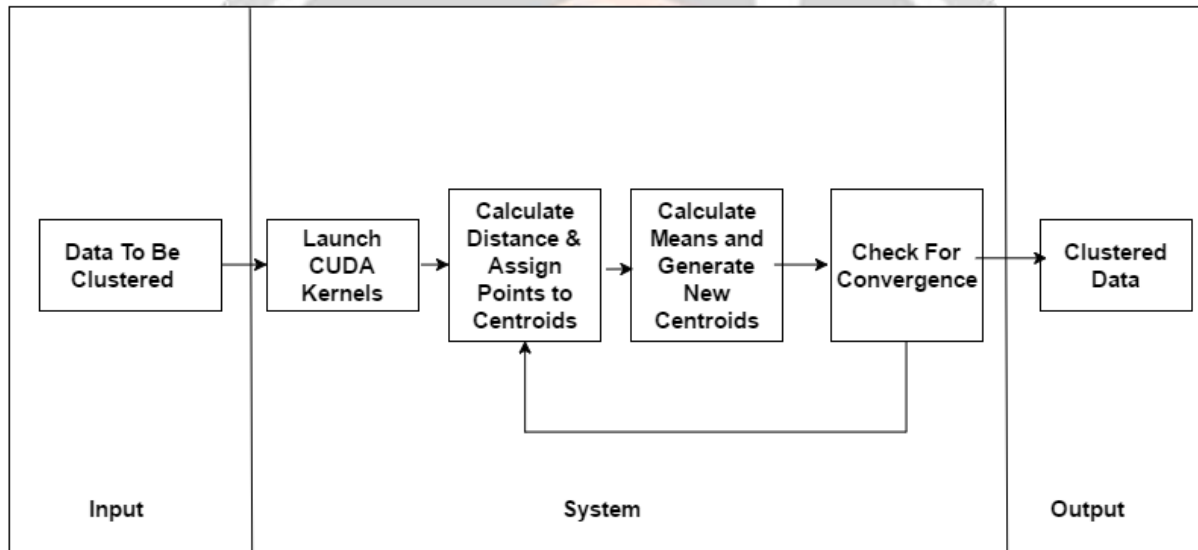 Data To Be
Clustered
Launch
CUDA
Kernels
Calculate
Distance &
Assign
Points to
Centroids
Calculate
Means and
Generate
New
Centroids
Check For
Convergence
Clustered
Data
Input
System
Output